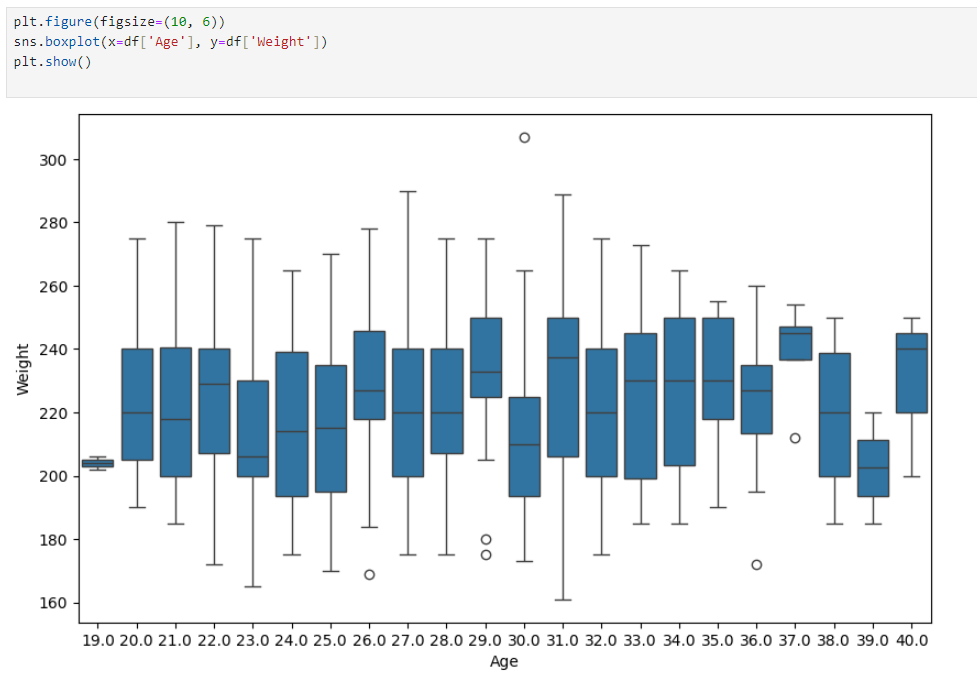 plt.figure(figsize=(10, 6))
sns.boxplot(x=df['Age'], y=df['Weight'])
plt.show()
300
280
260
240
220
200
180
160
Weight
19.0 20.0 21.0 22.0 23.0 24.0 25.0 26.0 27.0 28.0 29.0 30.0 31.0 32.0 33.0 34.0 35.0 36.0 37.0 38.0 39.0 40.0
Age